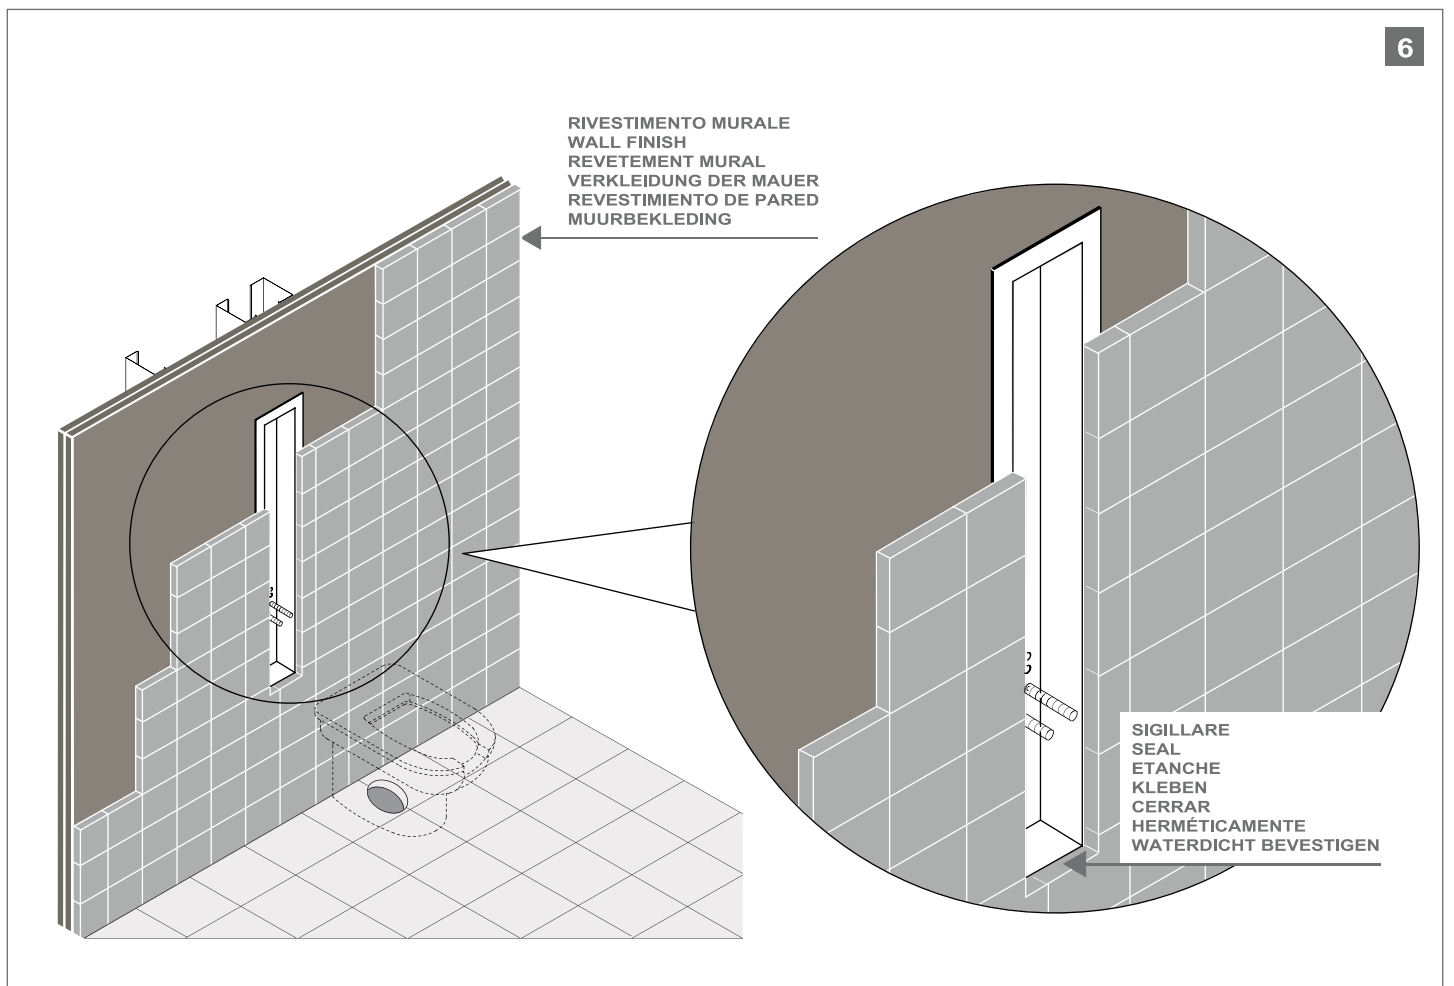 6
RIVESTIMENTO MURALE
WALL FINISH
REVETEMENT MURAL
VERKLEIDUNG DER MAUER
REVESTIMIENTO DE PARED
MUURBEKLEDING
SIGILLARE
SEAL
ETANCHE
KLEBEN
CERRAR
HERMÉTICAMENTE
WATERDICHT BEVESTIGEN